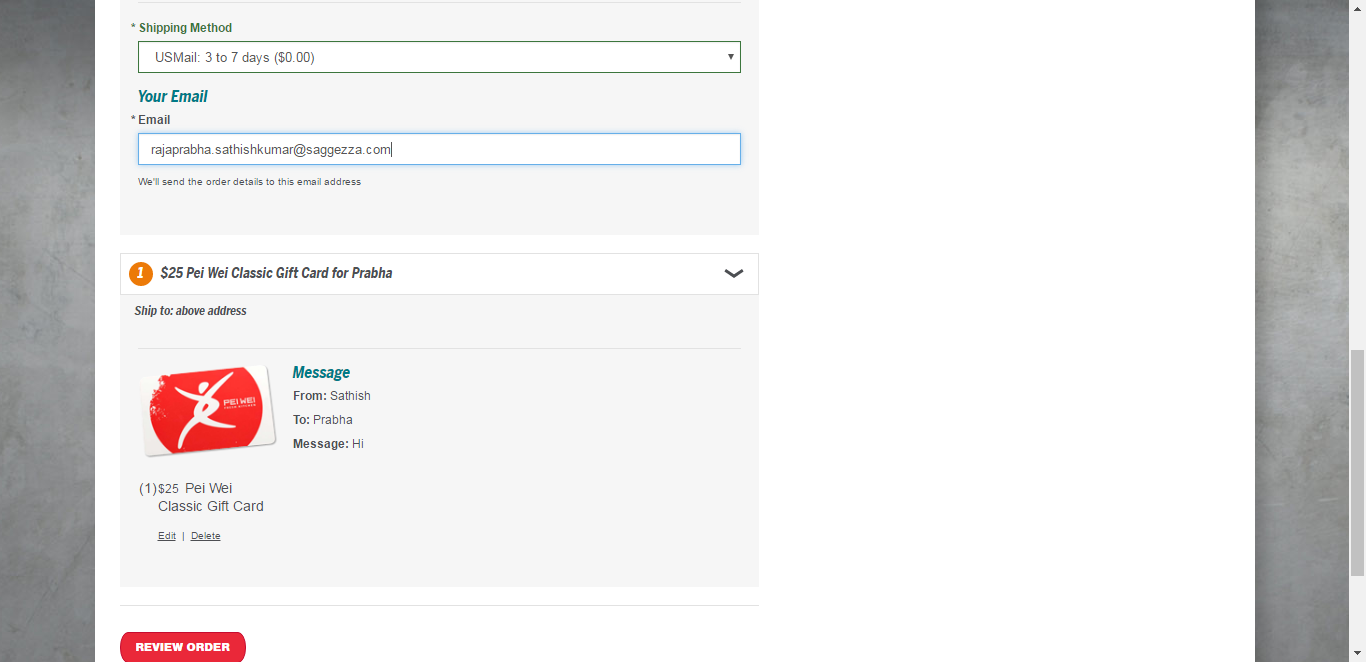 * Shipping Method
USMail: 3 to 7 days ($0.00)
Your Email
* Email
rajaprabha.sathishkumar@saggezza.com
We'll send the order details to this email address
1 $25 Pei Wei Classic Gift Card for Prabha
Ship to: above address
PEI WEI
Message
From: Sathish
To: Prabha
Message: Hi
(1) $25 Pei Wei
Classic Gift Card
Edit | Delete
REVIEW ORDER